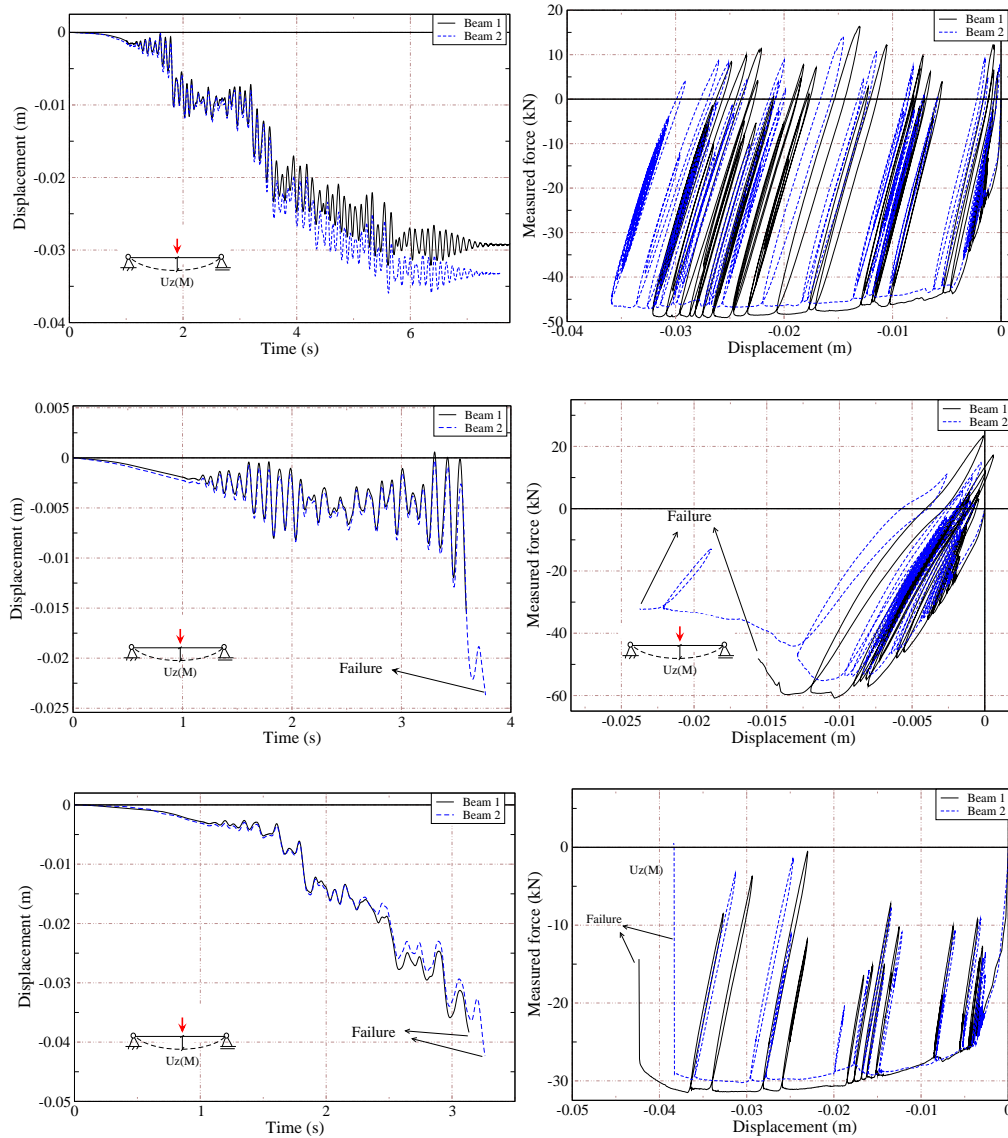 0
-0.01
-0.02
-0.03
-0.04
Displacement (m)
Beam 1
Beam 2
Uz(M)
0 2 4 6
Time (s)
20
10
0
-10
-20
-30
-40
-50
Measured force (kN)
Beam 1
Beam 2
-0.04 -0.03 -0.02 -0.01 0
Displacement (m)
0.005
0
-0.005
-0.01
-0.015
-0.02
-0.025
Displacement (m)
Beam 1
Beam 2
Uz(M)
Failure
0 1 2 3 4
Time (s)
20
0
-20
-40
-60
Measured force (kN)
Beam 1
Beam 2
Failure
Uz(M)
-0.025 -0.02 -0.015 -0.01 -0.005 0
Displacement (m)
0
-0.01
-0.02
-0.03
-0.04
-0.05
Displacement (m)
Beam 1
Beam 2
Uz(M)
Failure
0 1 2 3
Time (s)
0
-10
-20
-30
Measured force (kN)
Beam 1
Beam 2
Uz(M)
Failure
-0.05 -0.04 -0.03 -0.02 -0.01 0
Displacement (m)